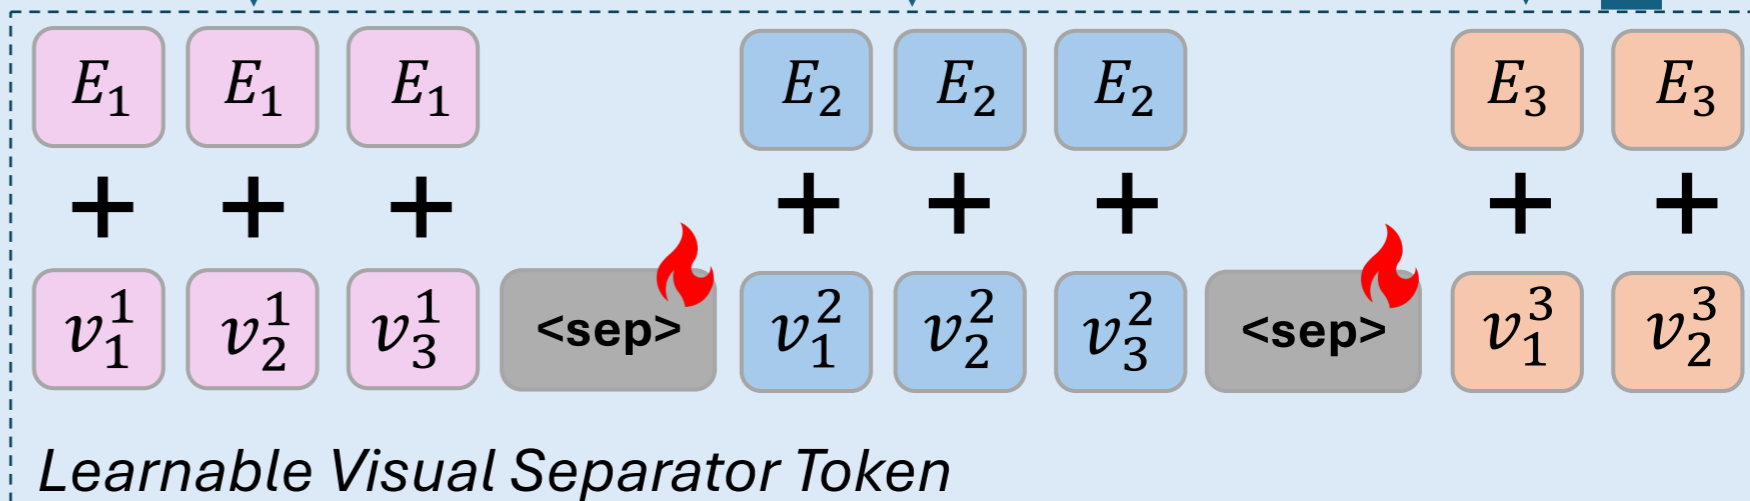 E₁ E₁ E₁ E₂ E₂ E₂ E₃ E₃
+ + + + + + + +
v₁¹ v₂¹ v₃¹ <sep> v₁² v₂² v₃² <sep> v₁³ v₂³
Learnable Visual Separator Token